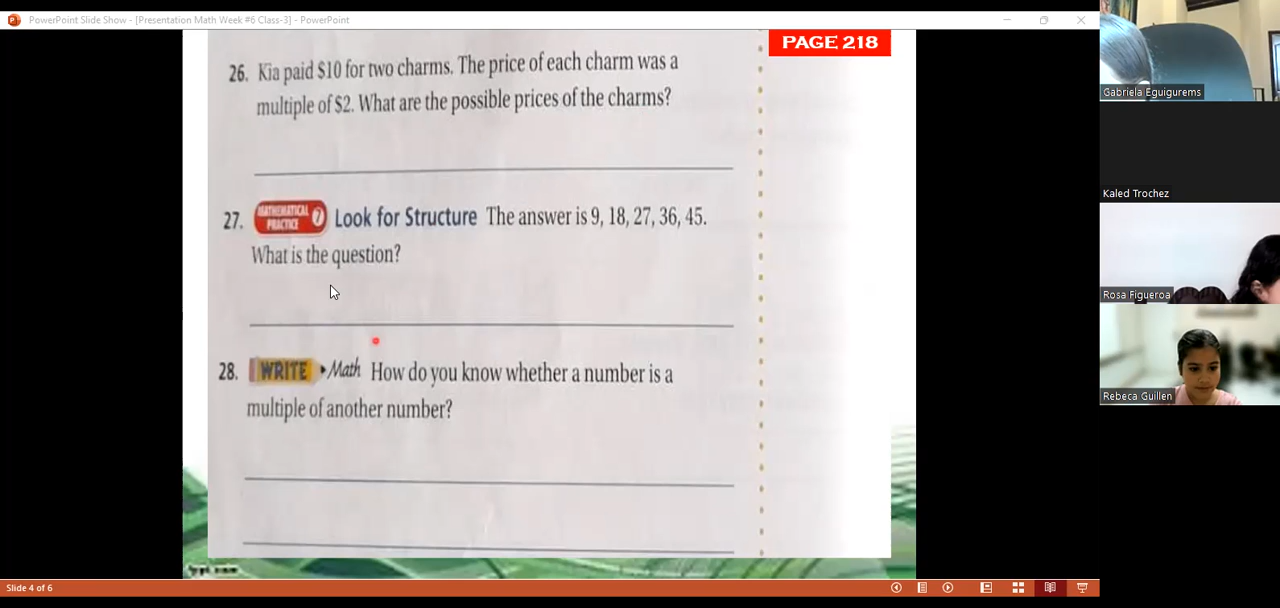 PowerPoint Slide Show - [Presentation Math Week #6 Class-3] - PowerPoint
PAGE 218
26. Kia paid $10 for two charms. The price of each charm was a
multiple of $2. What are the possible prices of the charms?
27. MATHEMATICAL PRACTICE 7 Look for Structure The answer is 9, 18, 27, 36, 45.
What is the question?
28. WRITE Math How do you know whether a number is a
multiple of another number?
Slide 4 of 6
Gabriela Eguigurems
Kaled Trochez
Rosa Figueroa
Rebeca Guillen